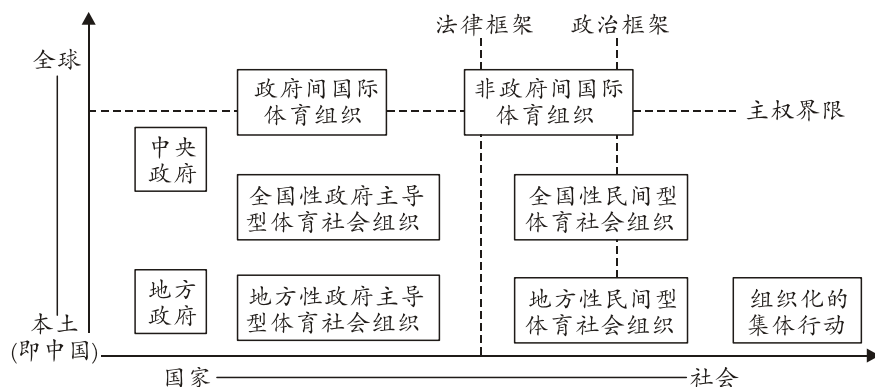 法律框架
政治框架
全球
政府间国际
体育组织
非政府间国际
体育组织
主权界限
中央
政府
全国性政府主导
型体育社会组织
全国性民间型
体育社会组织
地方
政府
地方性政府主导
型体育社会组织
地方性民间型
体育社会组织
组织化的
集体行动
本土
(即中国)
国家
社会